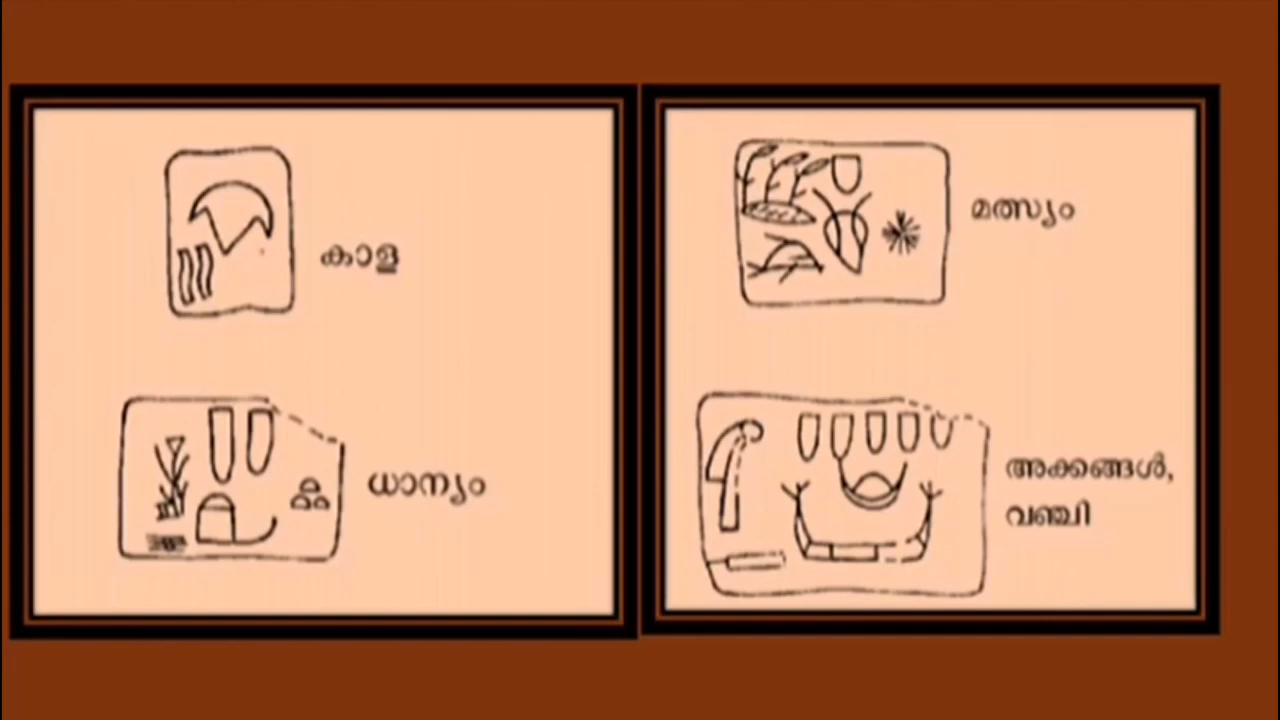 കാള
ധാന്യം
മത്സ്യം
അക്കങ്ങൾ,
വഞ്ചി